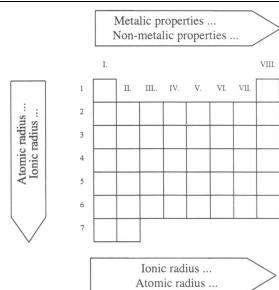 Metalic properties ...
Non-metalic properties ...
I.
VIII.
1
II.
III..
IV.
V.
VI.
VII.
2
3
4
5
6
7
Atomic radius ...
Ionic radius ...
Ionic radius ...
Atomic radius ...